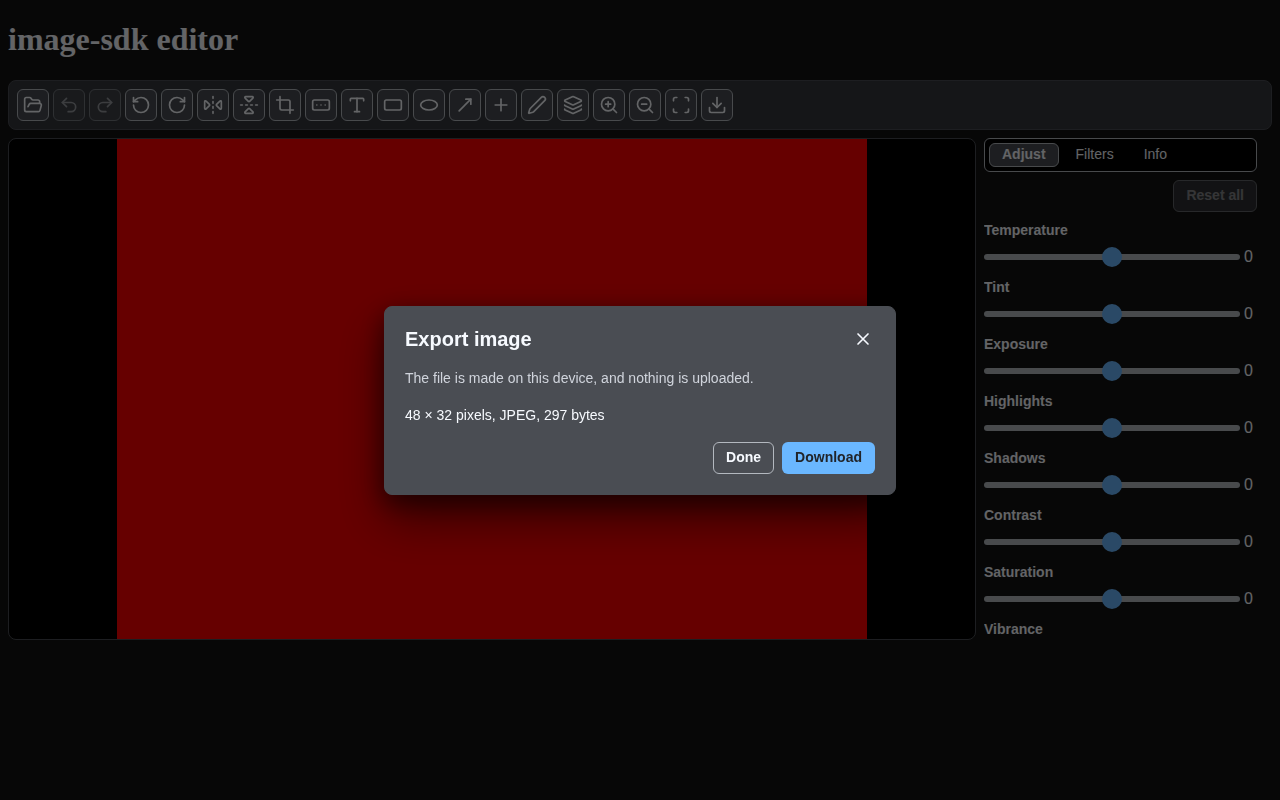 image-sdk editor
Adjust
Filters
Info
Reset all
Temperature
0
Tint
0
Exposure
0
Highlights
0
Shadows
0
Contrast
0
Saturation
0
Vibrance
Export image
The file is made on this device, and nothing is uploaded.
48 × 32 pixels, JPEG, 297 bytes
Done
Download